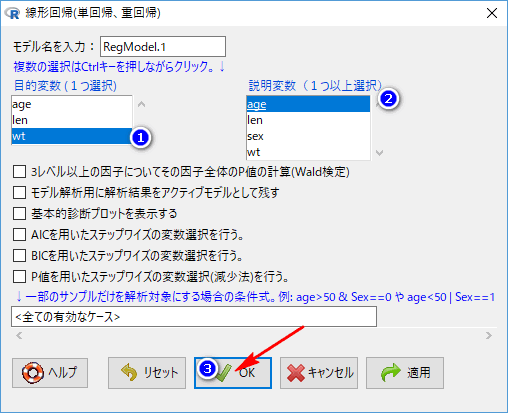 線形回帰(単回帰、重回帰)
モデル名を入力： RegModel.1
複数の選択はCtrlキーを押しながらクリック。↓
目的変数 (１つ選択)
age
len
wt
①
説明変数（１つ以上選択）
age
len
sex
wt
②
3レベル以上の因子についてその因子全体のP値の計算(Wald検定)
モデル解析用に解析結果をアクティブモデルとして残す
基本的診断プロットを表示する
AICを用いたステップワイズの変数選択を行う。
BICを用いたステップワイズの変数選択を行う。
P値を用いたステップワイズの変数選択(減少法)を行う。
↓一部のサンプルだけを解析対象にする場合の条件式。例: age>50 & Sex==0 や age<50 | Sex==1
<全ての有効なケース>
ヘルプ リセット ③ OK キャンセル 適用